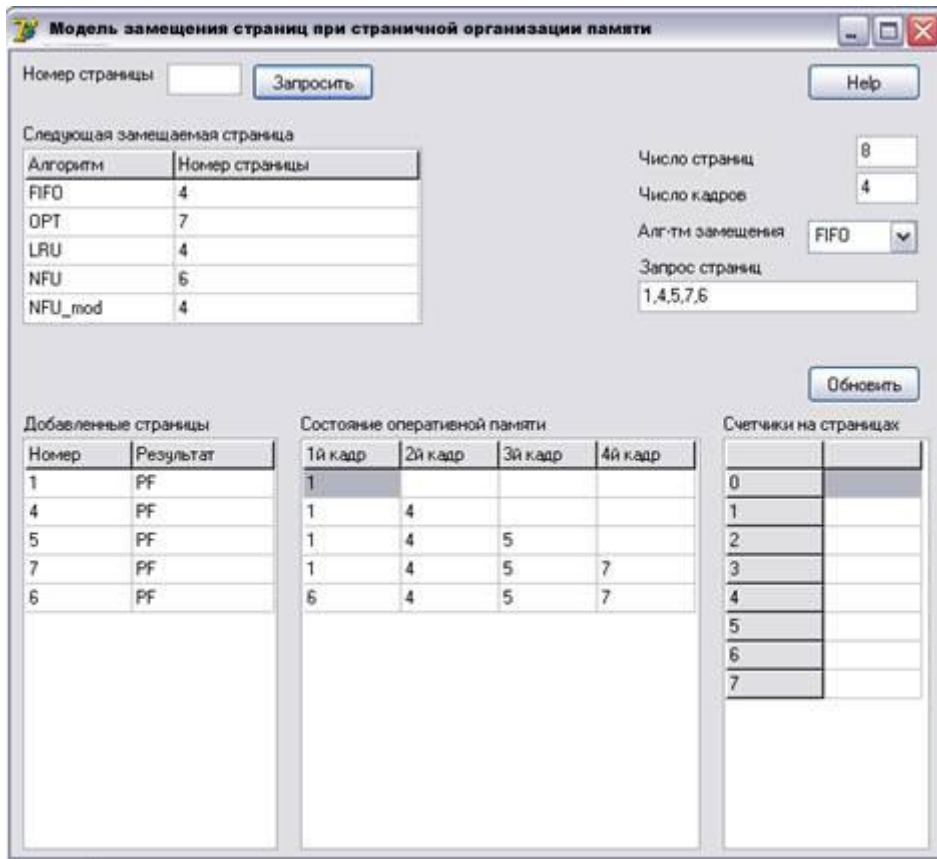 Модель замещения страниц при страничной организации памяти
Номер страницы Запросить Help
Следующая замещаемая страница
Алгоритм Номер страницы
FIFO 4
OPT 7
LRU 4
NFU 6
NFU_mod 4
Число страниц 8
Число кадров 4
Алг-тм замещения FIFO
Запрос страниц
1,4,5,7,6
Обновить
Добавленные страницы
Номер Результат
1 PF
4 PF
5 PF
7 PF
6 PF
Состояние оперативной памяти
1й кадр 2й кадр 3й кадр 4й кадр
1
1 4
1 4 5
1 4 5 7
6 4 5 7
Счетчики на страницах
0
1
2
3
4
5
6
7